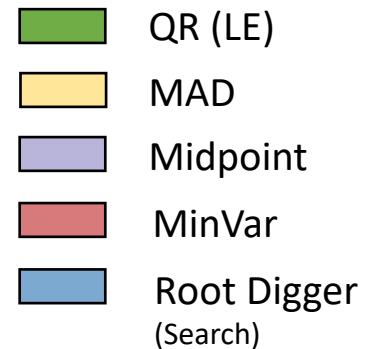 QR (LE)
MAD
Midpoint
MinVar
Root Digger
(Search)